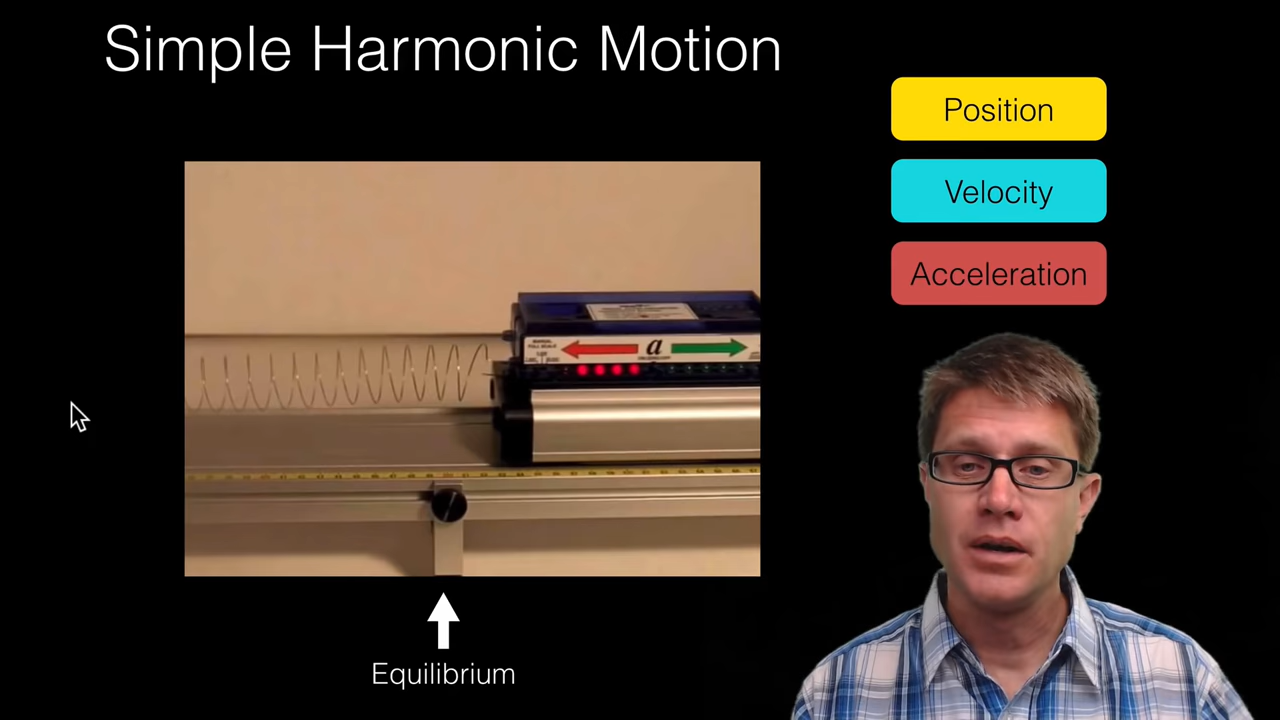 Simple Harmonic Motion
Position
Velocity
Acceleration
a
Equilibrium